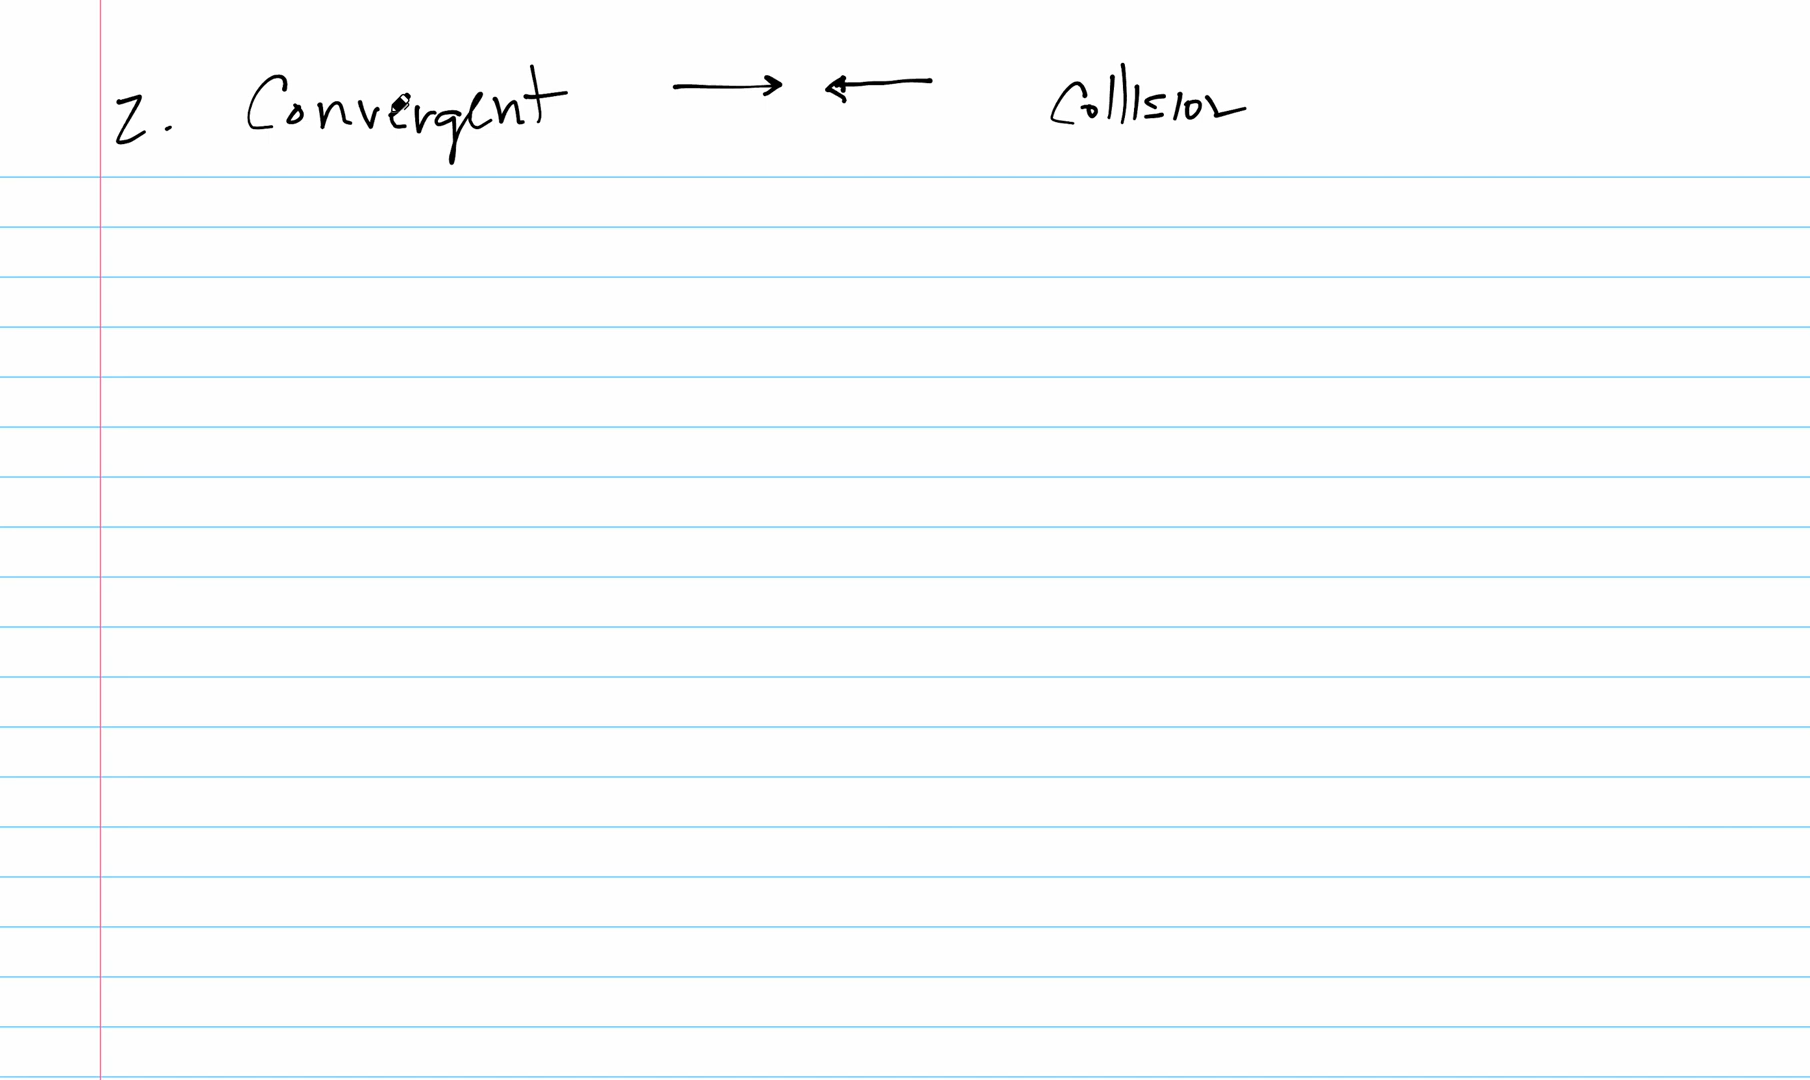 2. Convergent → ← Collision